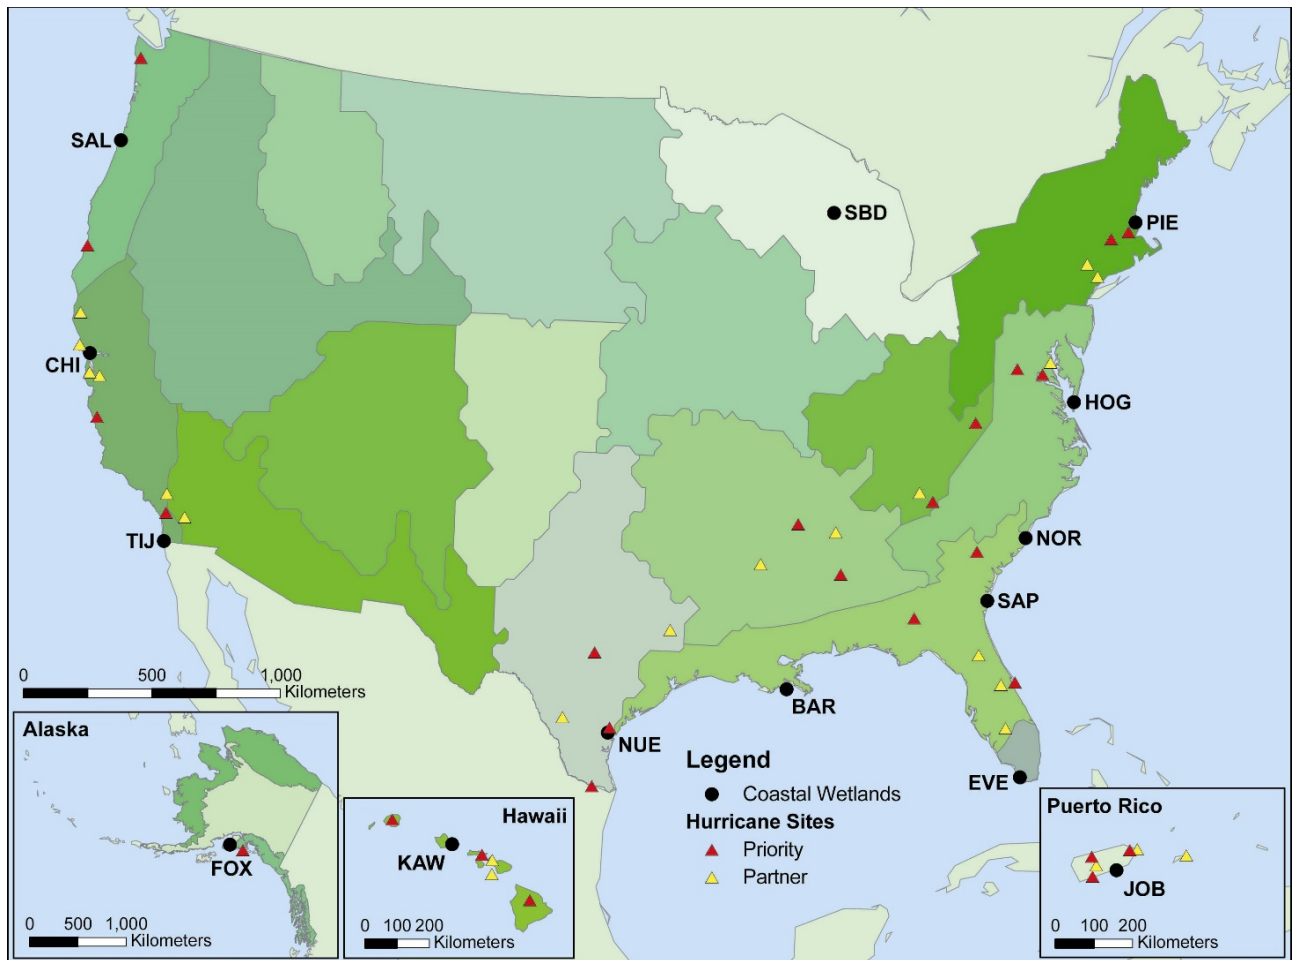 SAL
SBD
PIE
CHI
HOG
TIJ
NOR
SAP
0 500 1,000
Kilometers
BAR
NUE
EVE
Legend
Coastal Wetlands
Hurricane Sites
Priority
Partner
Alaska
FOX
0 500 1,000
Kilometers
Hawaii
KAW
0 100 200
Kilometers
Puerto Rico
JOB
0 100 200
Kilometers